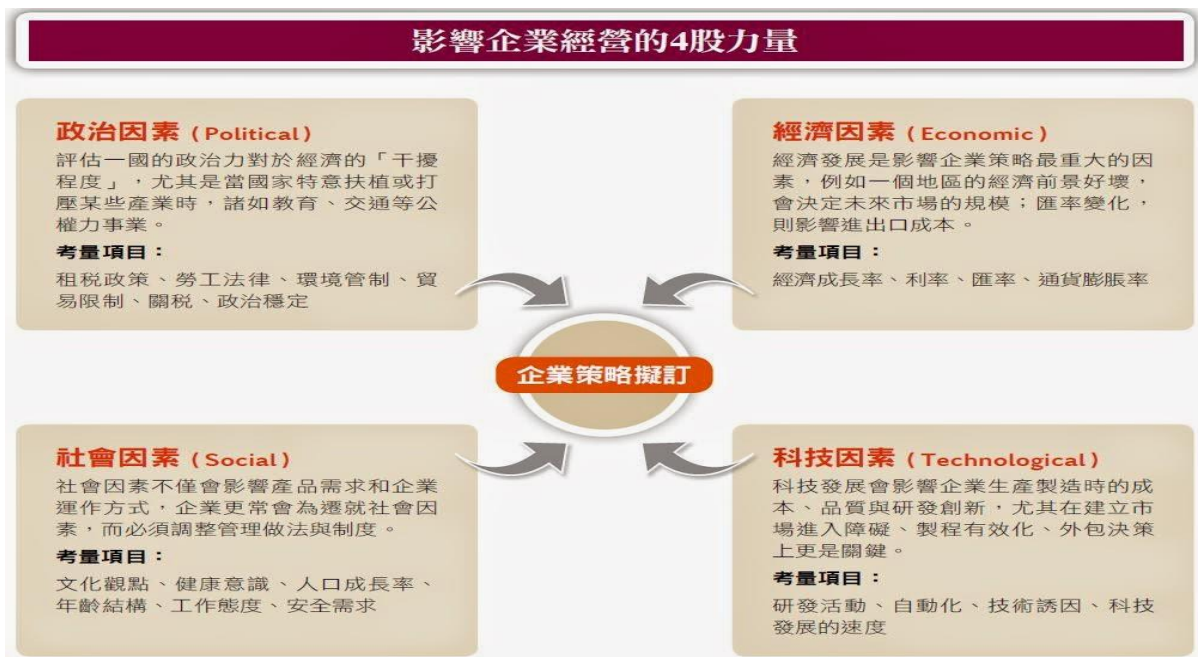 影響企業經營的4股力量
政治因素（Political）
評估一國的政治力對於經濟的「干擾
程度」，尤其是當國家特意扶植或打
壓某些產業時，諸如教育、交通等公
權力事業。
考量項目：
租稅政策、勞工法律、環境管制、貿
易限制、關稅、政治穩定
經濟因素（Economic）
經濟發展是影響企業策略最重大的因
素，例如一個地區的經濟前景好壞，
會決定未來市場的規模；匯率變化，
則影響進出口成本。
考量項目：
經濟成長率、利率、匯率、通貨膨脹率
企業策略擬訂
社會因素（Social）
社會因素不僅會影響產品需求和企業
運作方式，企業更常會為遷就社會因
素，而必須調整管理做法與制度。
考量項目：
文化觀點、健康意識、人口成長率、
年齡結構、工作態度、安全需求
科技因素（Technological）
科技發展會影響企業生產製造時的成
本、品質與研發創新，尤其在建立市
場進入障礙、製程有效化、外包決策
上更是關鍵。
考量項目：
研發活動、自動化、技術誘因、科技
發展的速度